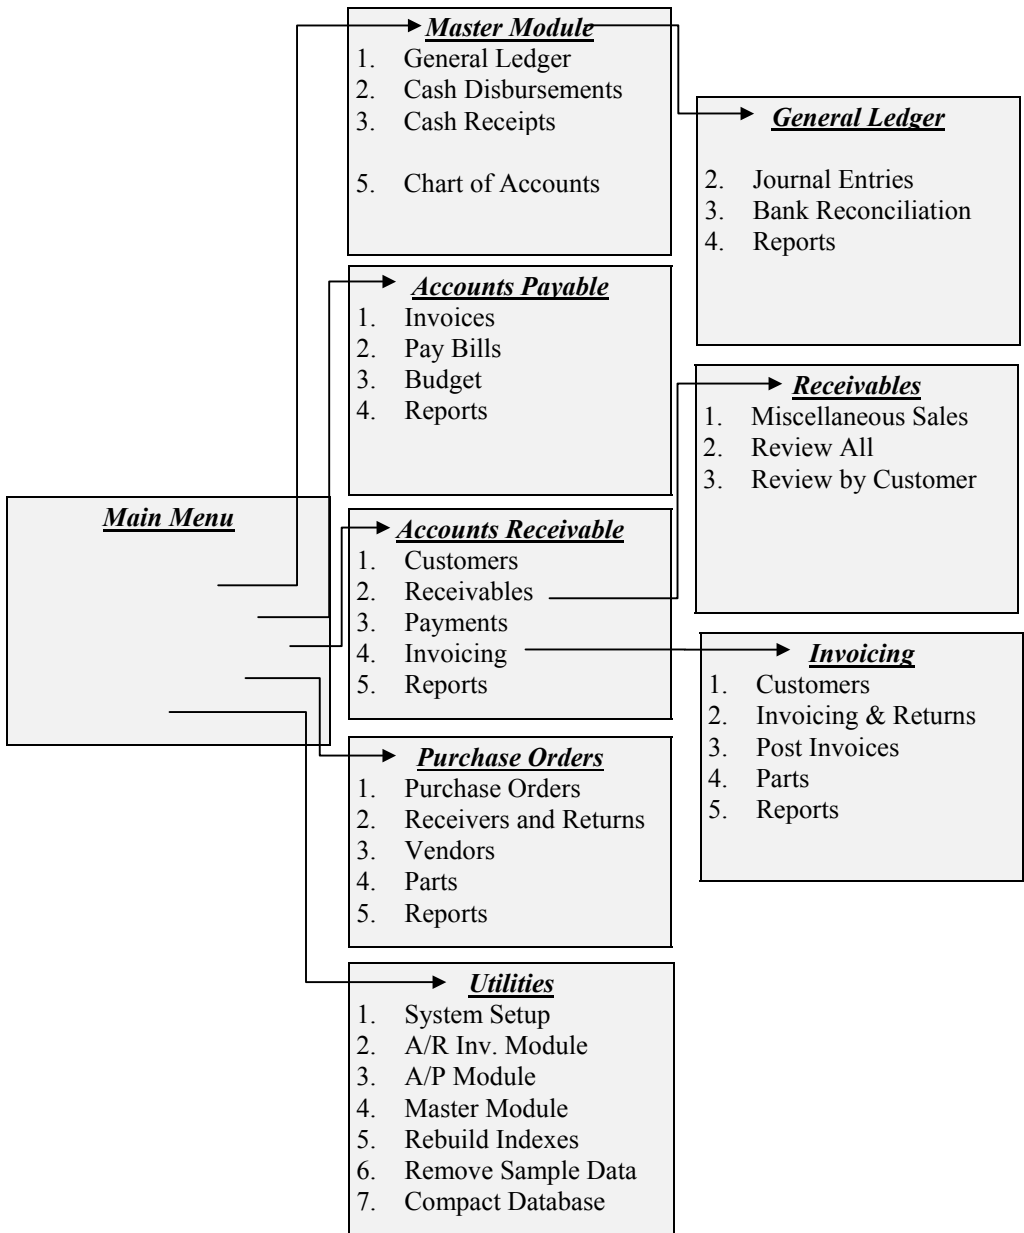 Master Module
1. General Ledger
2. Cash Disbursements
3. Cash Receipts
5. Chart of Accounts
General Ledger
2. Journal Entries
3. Bank Reconciliation
4. Reports
Accounts Payable
1. Invoices
2. Pay Bills
3. Budget
4. Reports
Receivables
1. Miscellaneous Sales
2. Review All
3. Review by Customer
Main Menu
Accounts Receivable
1. Customers
2. Receivables
3. Payments
4. Invoicing
5. Reports
Invoicing
1. Customers
2. Invoicing & Returns
3. Post Invoices
4. Parts
5. Reports
Purchase Orders
1. Purchase Orders
2. Receivers and Returns
3. Vendors
4. Parts
5. Reports
Utilities
1. System Setup
2. A/R Inv. Module
3. A/P Module
4. Master Module
5. Rebuild Indexes
6. Remove Sample Data
7. Compact Database